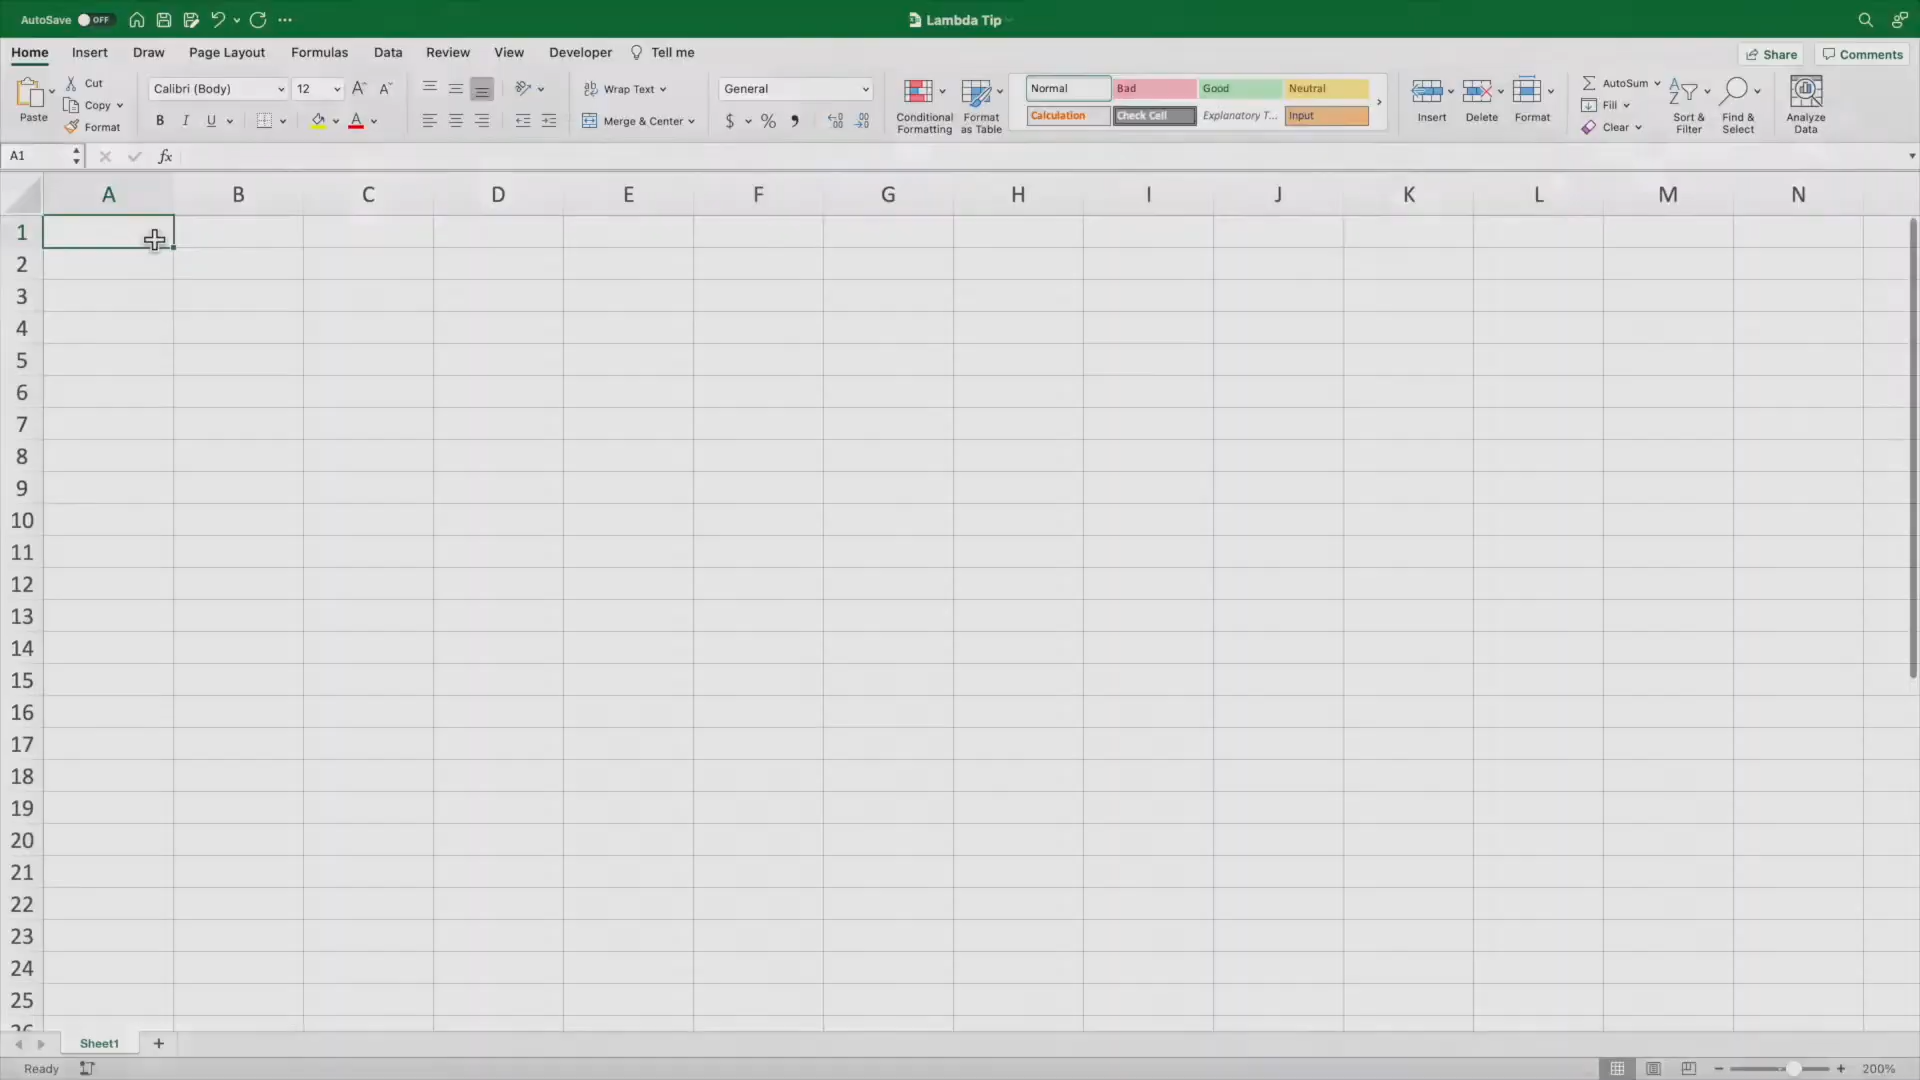 AutoSave OFF Lambda Tip
Home Insert Draw Page Layout Formulas Data Review View Developer Tell me Share Comments
Paste Cut Copy Format
Calibri (Body) 12 A A
B I U A
Wrap Text
Merge & Center
General
$ % 9
Conditional Formatting
Format as Table
Normal Bad Good Neutral
Calculation Check Cell Explanatory T... Input
Insert Delete Format
AutoSum
Fill
Clear
Sort & Filter
Find & Select
Analyze Data
A1 fx
A B C D E F G H I J K L M N
1
2
3
4
5
6
7
8
9
10
11
12
13
14
15
16
17
18
19
20
21
22
23
24
25
26
Sheet1 +
Ready 200%